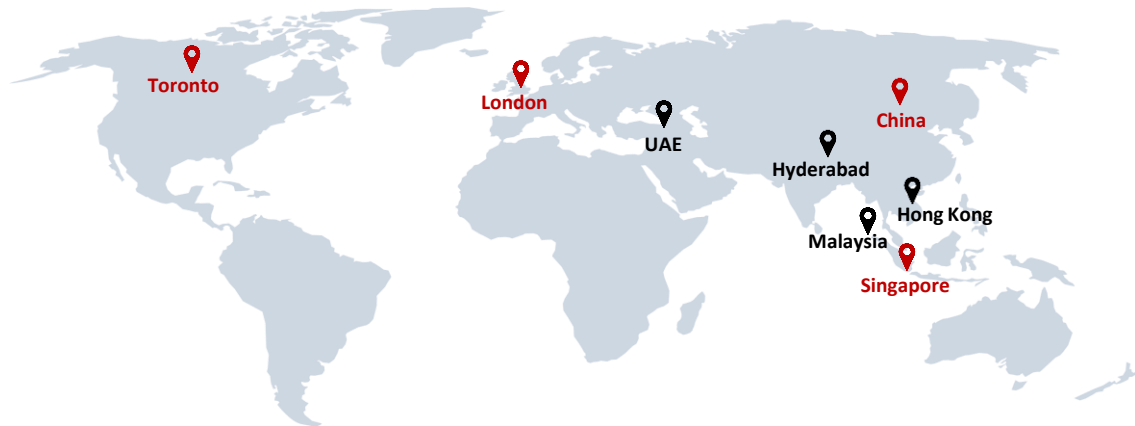 Toronto
London
China
UAE
Hyderabad
Hong Kong
Malaysia
Singapore